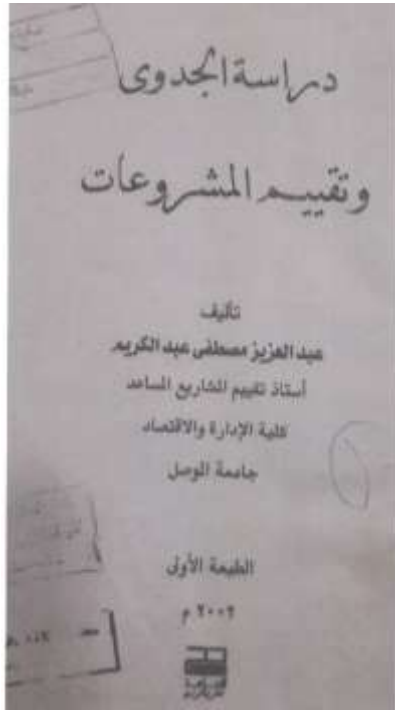 دراسة الجدوى
وتقييم المشروعات
تأليف
عبد العزيز مصطفى عبد الكريم
أستاذ تقييم المشاريع المساعد
كلية الإدارة والاقتصاد
جامعة الموصل
الطبعة الأولى